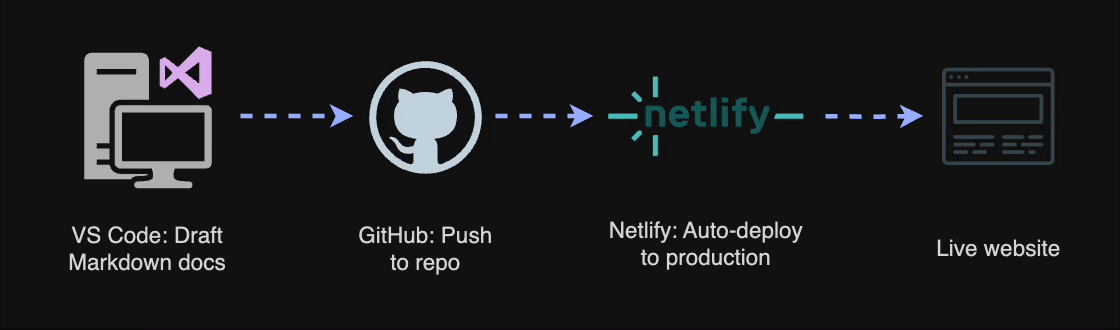 netlify
VS Code: Draft
Markdown docs
GitHub: Push
to repo
Netlify: Auto-deploy
to production
Live website